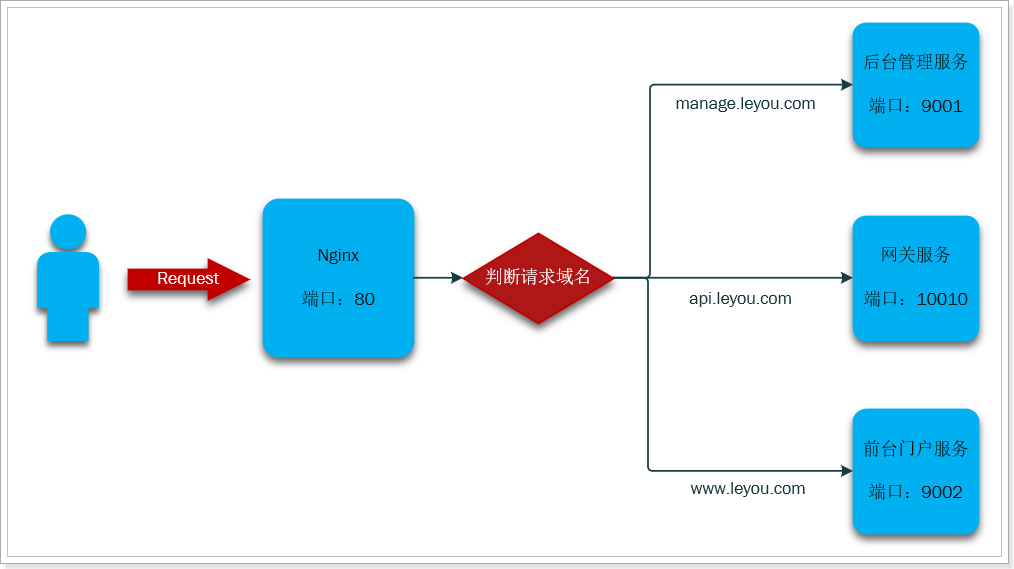 Request
Nginx
端口：80
判断请求域名
manage.leyou.com
后台管理服务
端口：9001
api.leyou.com
网关服务
端口：10010
www.leyou.com
前台门户服务
端口：9002